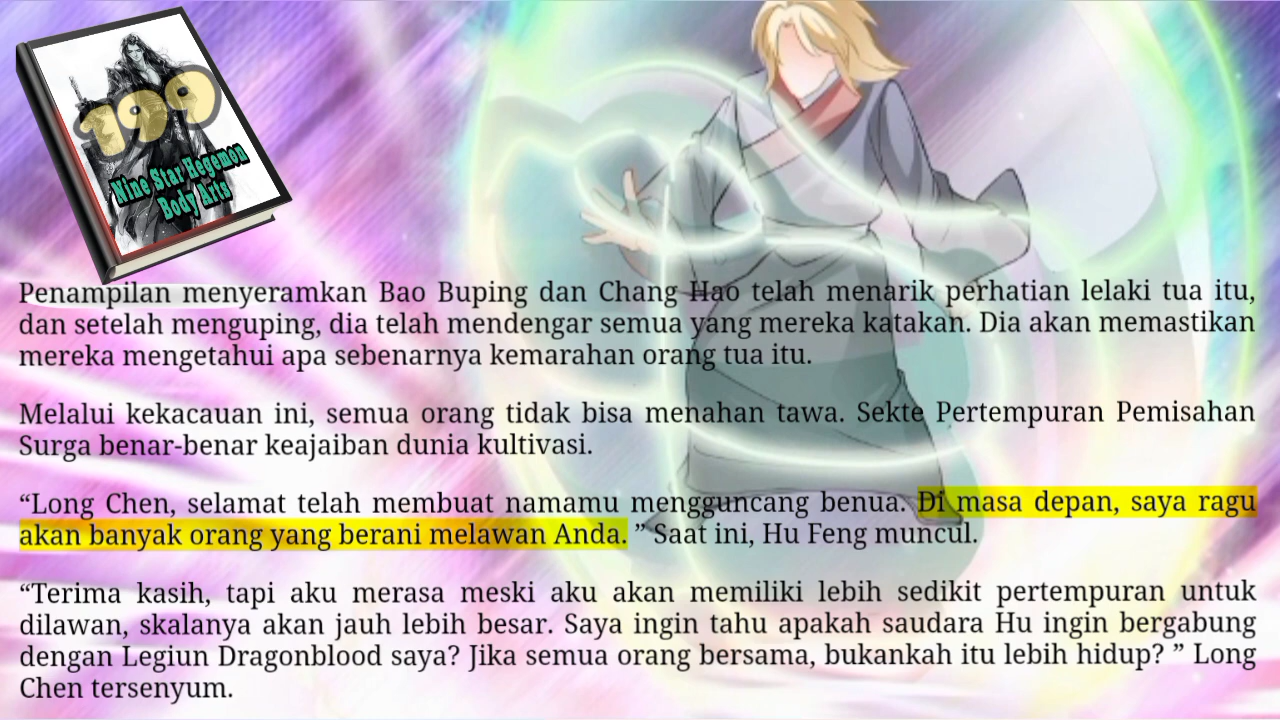 199
Nine Star Hegemon
Body Arts
Penampilan menyeramkan Bao Buping dan Chang Hao telah menarik perhatian lelaki tua itu,
dan setelah menguping, dia telah mendengar semua yang mereka katakan. Dia akan memastikan
mereka mengetahui apa sebenarnya kemarahan orang tua itu.
Melalui kekacauan ini, semua orang tidak bisa menahan tawa. Sekte Pertempuran Pemisahan
Surga benar-benar keajaiban dunia kultivasi.
“Long Chen, selamat telah membuat namamu mengguncang benua. Di masa depan, saya ragu
akan banyak orang yang berani melawan Anda. ” Saat ini, Hu Feng muncul.
“Terima kasih, tapi aku merasa meski aku akan memiliki lebih sedikit pertempuran untuk
dilawan, skalanya akan jauh lebih besar. Saya ingin tahu apakah saudara Hu ingin bergabung
dengan Legiun Dragonblood saya? Jika semua orang bersama, bukankah itu lebih hidup? ” Long
Chen tersenyum.